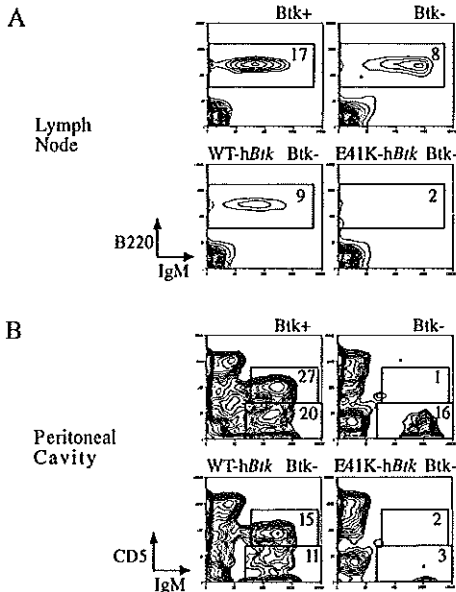 A
Btk+ Btk-
17 8
Lymph
Node
WT-hBtk Btk- E41K-hBtk Btk-
9 2
B220
IgM
B
Btk+ Btk-
27 1
20 16
Peritoneal
Cavity
WT-hBtk Btk- E41K-hBtk Btk-
15 2
11 3
CD5
IgM